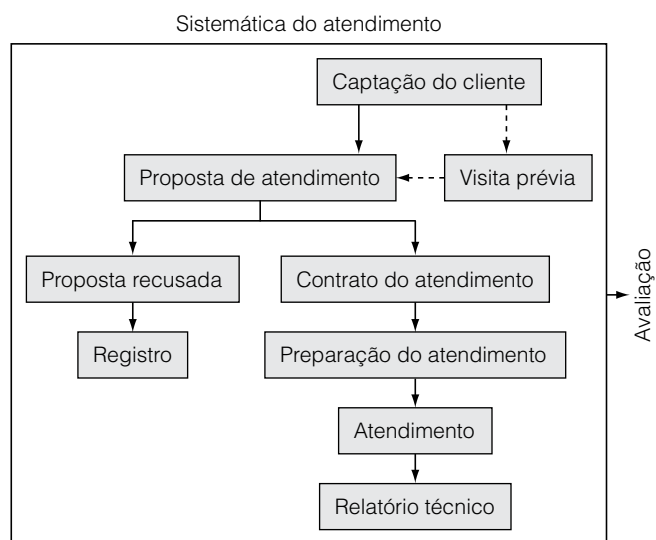 Sistemática do atendimento
Captação do cliente
Proposta de atendimento
Visita prévia
Proposta recusada
Contrato do atendimento
Avaliação
Registro
Preparação do atendimento
Atendimento
Relatório técnico